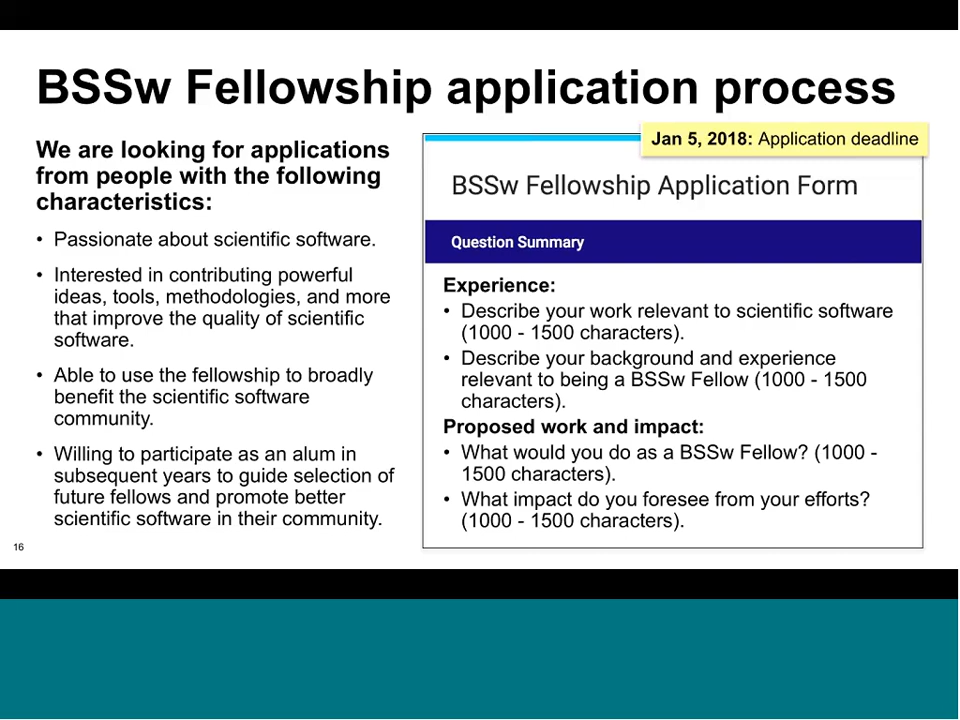 BSSw Fellowship application process
We are looking for applications
from people with the following
characteristics:
• Passionate about scientific software.
• Interested in contributing powerful
ideas, tools, methodologies, and more
that improve the quality of scientific
software.
• Able to use the fellowship to broadly
benefit the scientific software
community.
• Willing to participate as an alum in
subsequent years to guide selection of
future fellows and promote better
scientific software in their community.
16
Jan 5, 2018: Application deadline
BSSw Fellowship Application Form
Question Summary
Experience:
• Describe your work relevant to scientific software
(1000 - 1500 characters).
• Describe your background and experience
relevant to being a BSSw Fellow (1000 - 1500
characters).
Proposed work and impact:
• What would you do as a BSSw Fellow? (1000 -
1500 characters).
• What impact do you foresee from your efforts?
(1000 - 1500 characters).